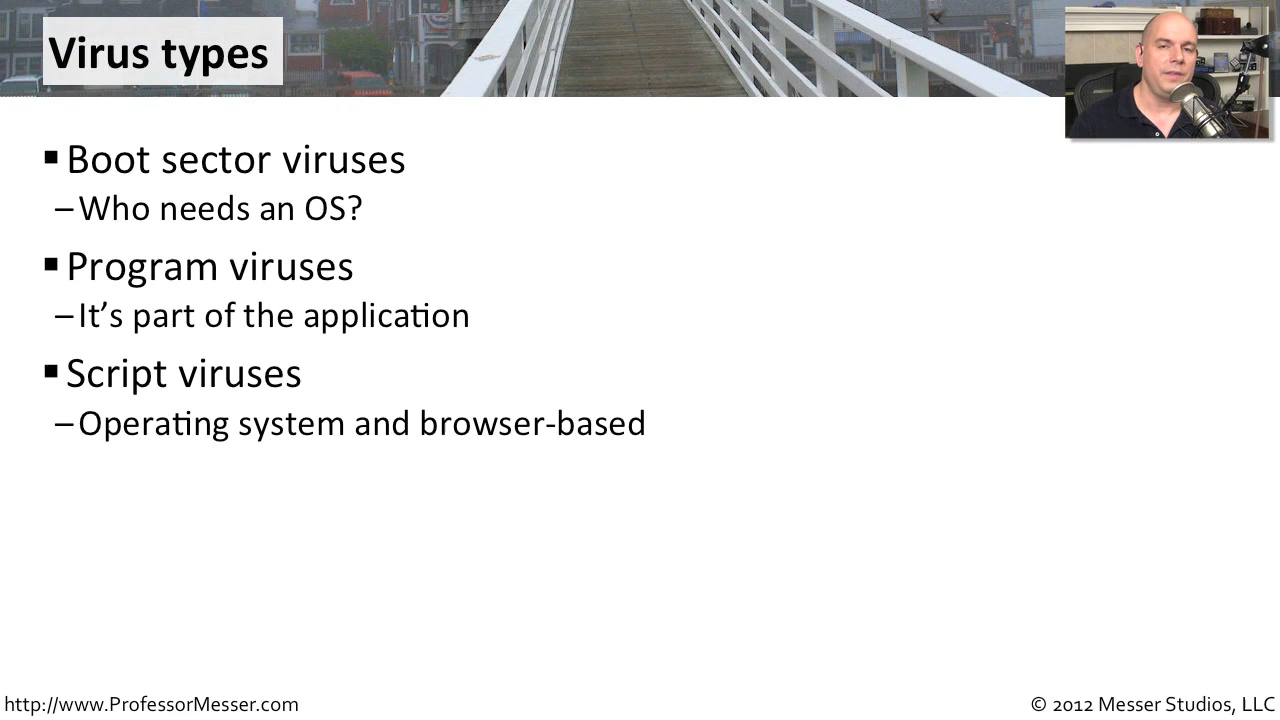 Virus types
▪ Boot sector viruses
– Who needs an OS?
▪ Program viruses
– It’s part of the application
▪ Script viruses
– Operating system and browser-based
http://www.ProfessorMesser.com
© 2012 Messer Studios, LLC